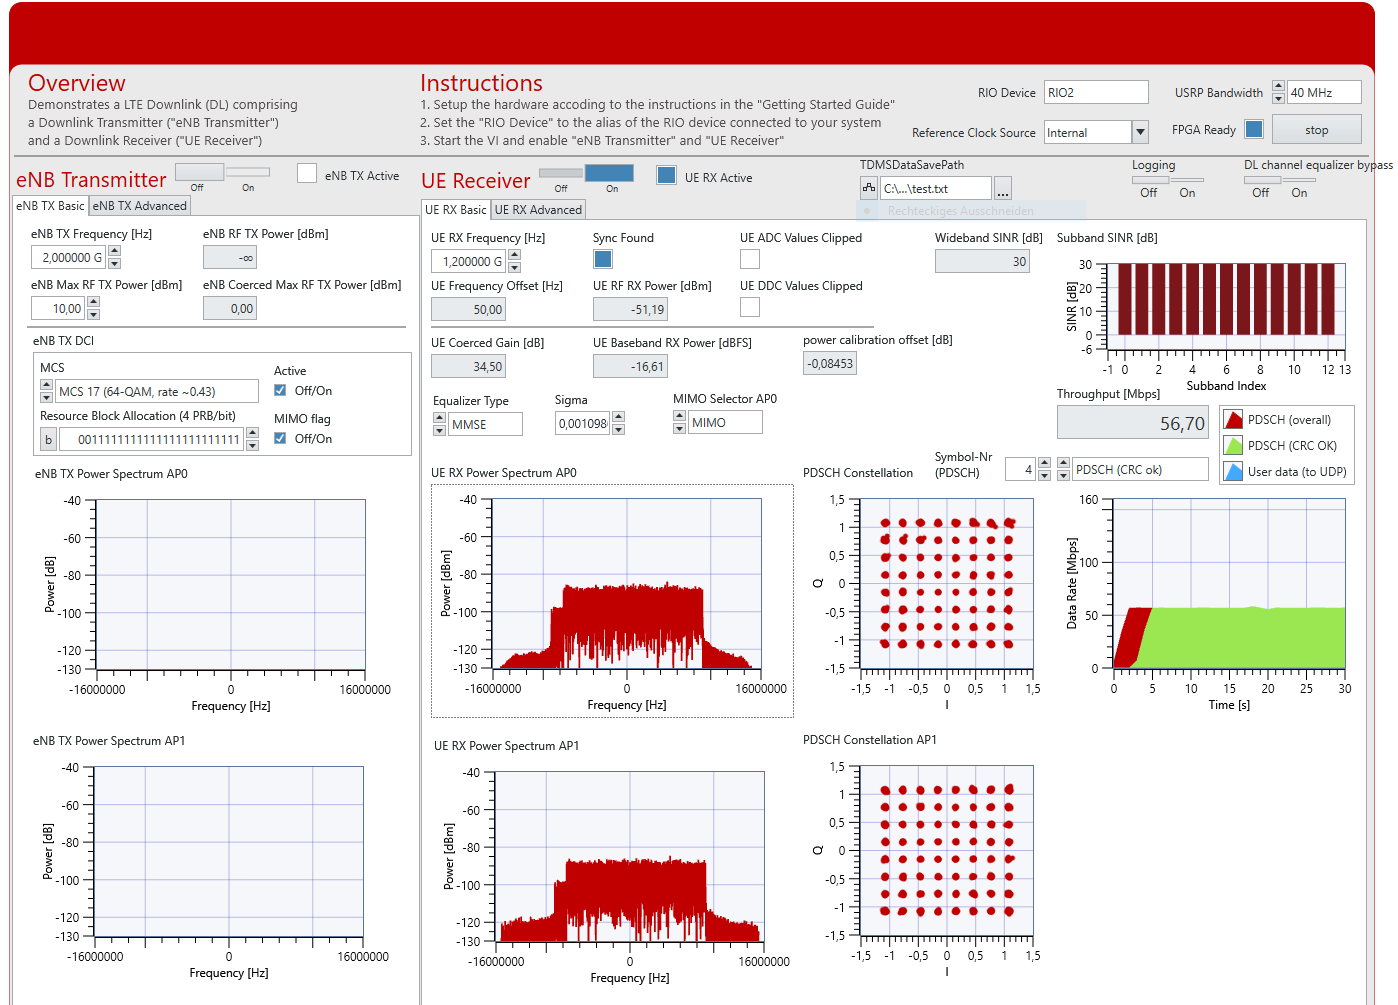 Overview
Demonstrates a LTE Downlink (DL) comprising
a Downlink Transmitter ("eNB Transmitter")
and a Downlink Receiver ("UE Receiver")
Instructions
1. Setup the hardware accoding to the instructions in the "Getting Started Guide"
2. Set the "RIO Device" to the alias of the RIO device connected to your system
3. Start the VI and enable "eNB Transmitter" and "UE Receiver"
RIO Device RIO2
USRP Bandwidth 40 MHz
Reference Clock Source Internal
FPGA Ready stop
eNB Transmitter
Off On
eNB TX Active
eNB TX Basic eNB TX Advanced
eNB TX Frequency [Hz] eNB RF TX Power [dBm]
2,000000 G -∞
eNB Max RF TX Power [dBm] eNB Coerced Max RF TX Power [dBm]
10,00 0,00
eNB TX DCI
MCS
MCS 17 (64-QAM, rate ~0.43)
Active
Off/On
Resource Block Allocation (4 PRB/bit)
b 0011111111111111111111111
MIMO flag
Off/On
eNB TX Power Spectrum AP0
Power [dB]
-40
-60
-80
-100
-120
-130
-16000000 0 16000000
Frequency [Hz]
eNB TX Power Spectrum AP1
Power [dB]
-40
-60
-80
-100
-120
-130
-16000000 0 16000000
Frequency [Hz]
UE Receiver
Off On
UE RX Active
TDMSDataSavePath
C:\...\test.txt ...
Rechteckiges Ausschneiden
Logging
Off On
DL channel equalizer bypass
Off On
UE RX Basic UE RX Advanced
UE RX Frequency [Hz] Sync Found UE ADC Values Clipped
1,200000 G
UE Frequency Offset [Hz] UE RF RX Power [dBm] UE DDC Values Clipped
50,00 -51,19
UE Coerced Gain [dB] UE Baseband RX Power [dBFS] power calibration offset [dB]
34,50 -16,61 -0,08453
Equalizer Type Sigma MIMO Selector AP0
MMSE 0,001098 MIMO
Wideband SINR [dB]
30
Subband SINR [dB]
SINR [dB]
30
20
10
0
-6
-1 0 2 4 6 8 10 12 13
Subband Index
Throughput [Mbps]
56,70
PDSCH (overall)
PDSCH (CRC OK)
User data (to UDP)
Symbol-Nr
(PDSCH)
4 PDSCH (CRC ok)
UE RX Power Spectrum AP0
Power [dBm]
-40
-60
-80
-100
-120
-130
-16000000 0 16000000
Frequency [Hz]
PDSCH Constellation
Q
1,5
1
0,5
0
-0,5
-1
-1,5
-1,5 -1 -0,5 0 0,5 1 1,5
I
Data Rate [Mbps]
160
100
50
0
0 5 10 15 20 25 30
Time [s]
UE RX Power Spectrum AP1
Power [dBm]
-40
-60
-80
-100
-120
-130
-16000000 0 16000000
Frequency [Hz]
PDSCH Constellation AP1
Q
1,5
1
0,5
0
-0,5
-1
-1,5
-1,5 -1 -0,5 0 0,5 1 1,5
I